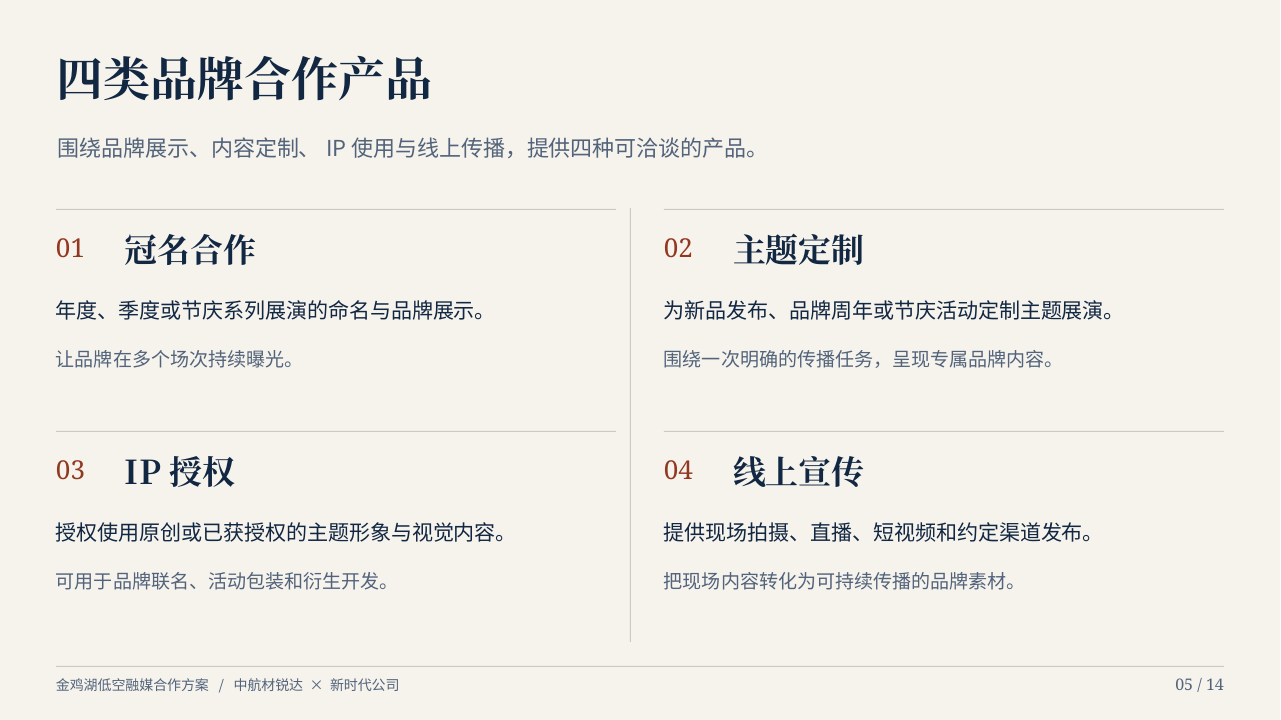 四类品牌合作产品
围绕品牌展示、内容定制、 IP 使用与线上传播，提供四种可洽谈的产品。
01 冠名合作
年度、季度或节庆系列展演的命名与品牌展示。
让品牌在多个场次持续曝光。
02 主题定制
为新品发布、品牌周年或节庆活动定制主题展演。
围绕一次明确的传播任务，呈现专属品牌内容。
03 IP 授权
授权使用原创或已获授权的主题形象与视觉内容。
可用于品牌联名、活动包装和衍生开发。
04 线上宣传
提供现场拍摄、直播、短视频和约定渠道发布。
把现场内容转化为可持续传播的品牌素材。
金鸡湖低空融媒合作方案 / 中航材锐达 × 新时代公司
05 / 14